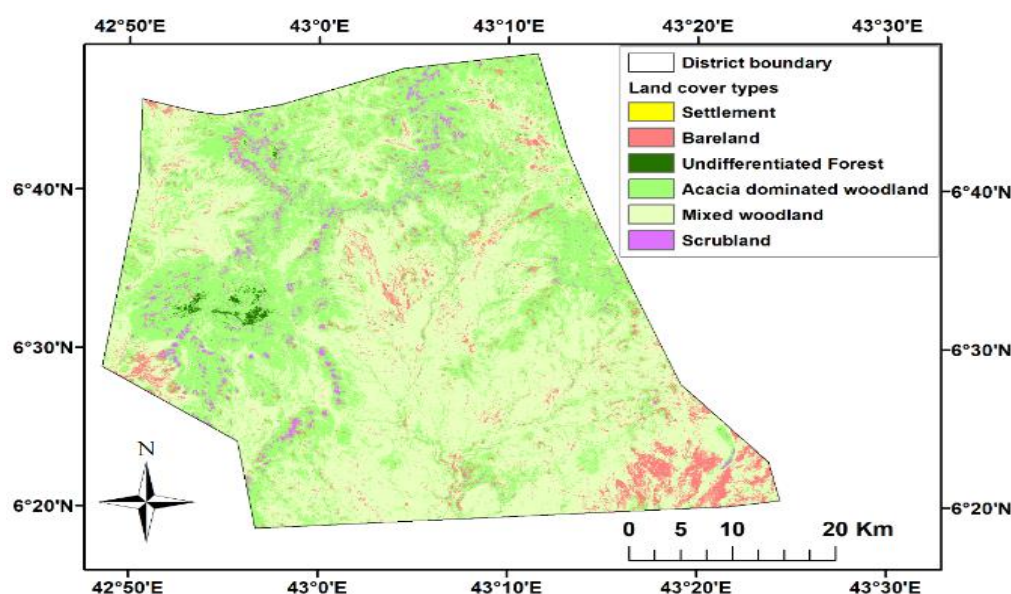 42°50'E 43°0'E 43°10'E 43°20'E 43°30'E
District boundary
Land cover types
Settlement
Bareland
Undifferentiated Forest
Acacia dominated woodland
Mixed woodland
Scrubland
6°40'N 6°40'N
6°30'N 6°30'N
N
6°20'N 6°20'N
0 5 10 20 Km
42°50'E 43°0'E 43°10'E 43°20'E 43°30'E